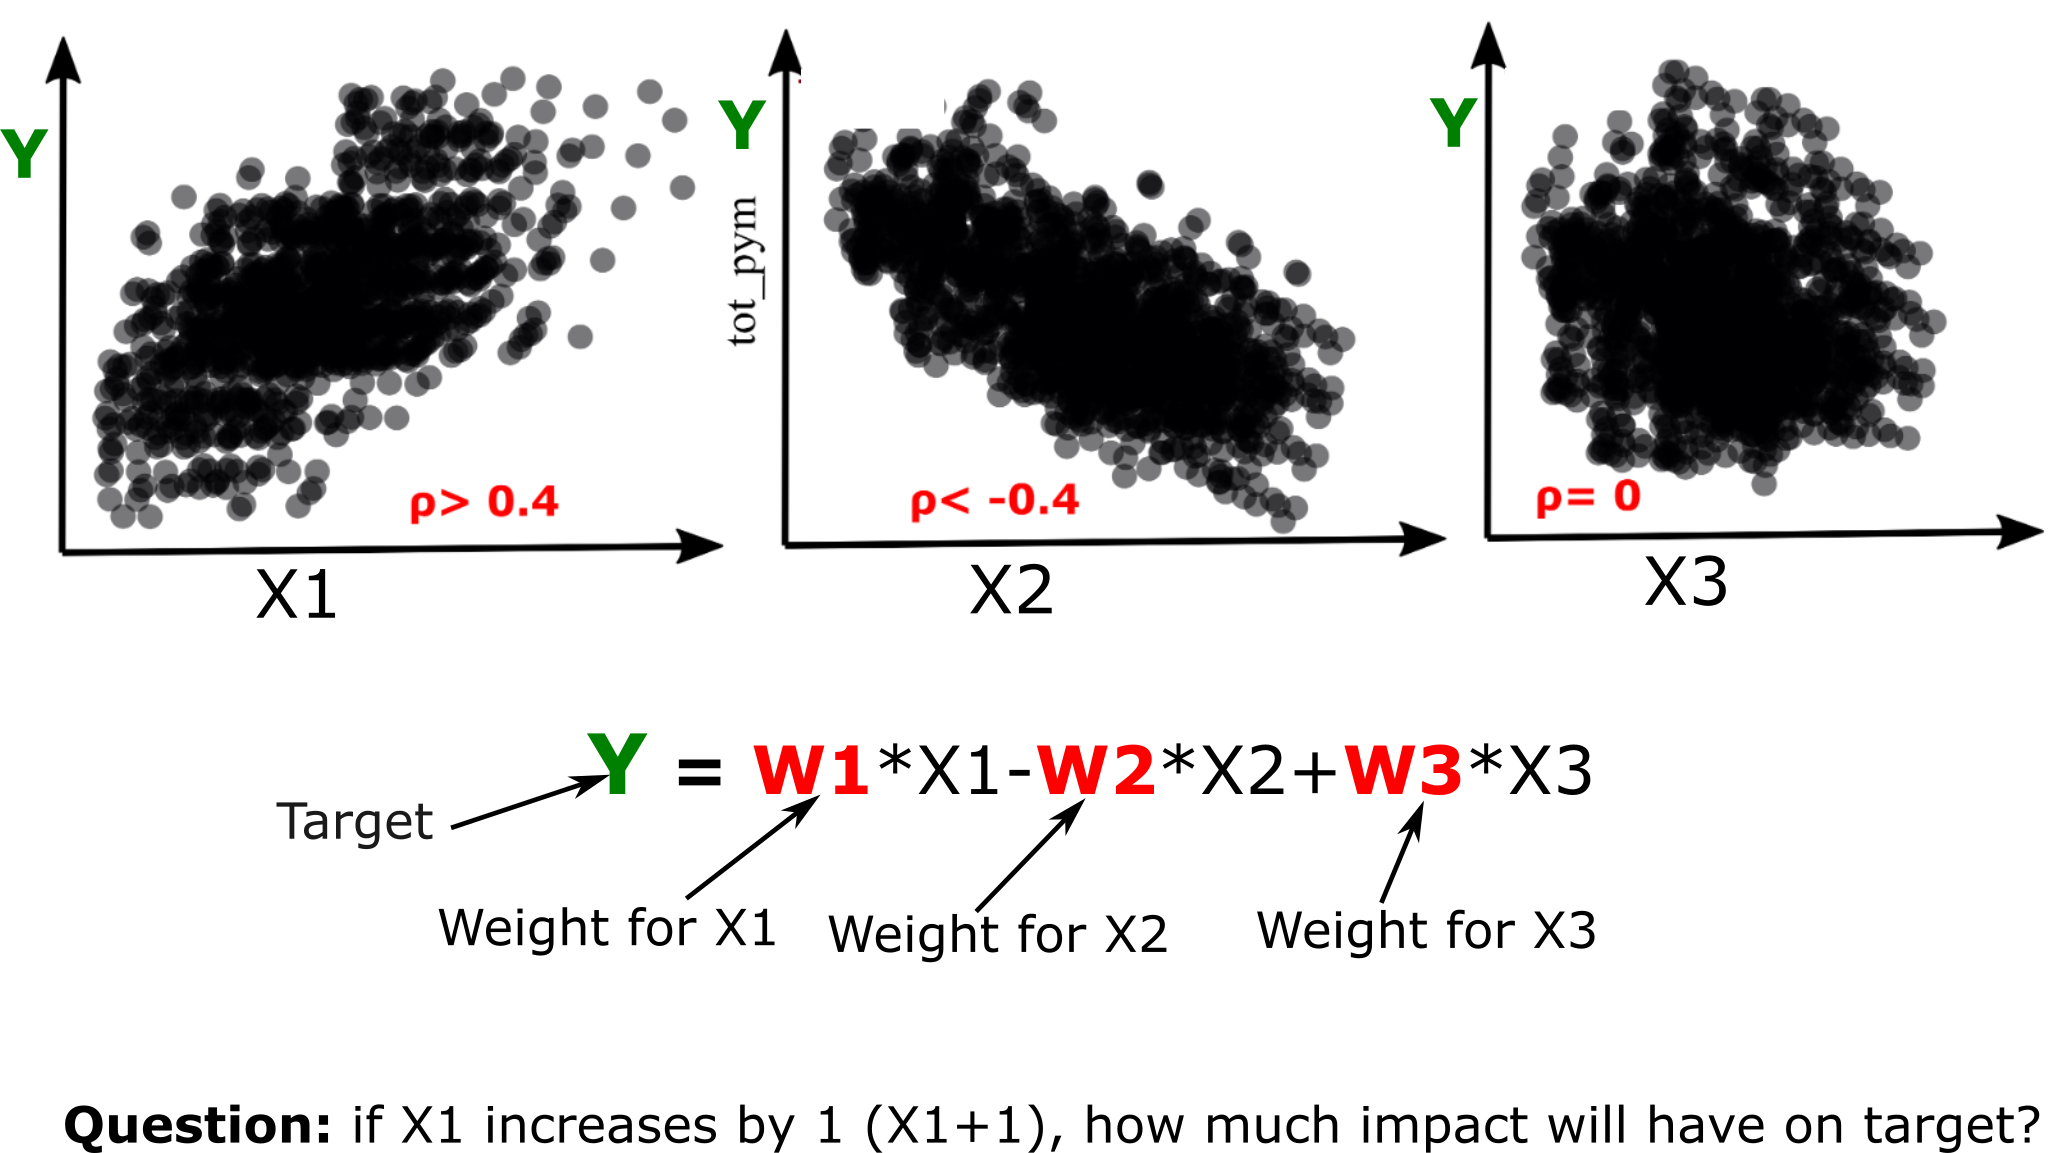 Y
ρ> 0.4
X1
Y
tot_pym
ρ< -0.4
X2
Y
ρ= 0
X3
Y = W1*X1-W2*X2+W3*X3
Target
Weight for X1
Weight for X2
Weight for X3
Question: if X1 increases by 1 (X1+1), how much impact will have on target?